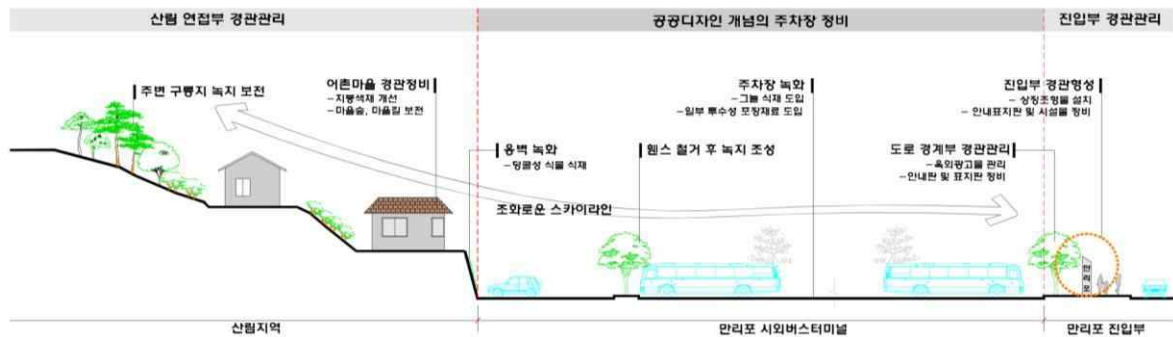 산림 연접부 경관관리
공공디자인 개념의 주차장 정비
진입부 경관관리
주변 구릉지 녹지 보전
어촌마을 경관정비
-지붕색채 개선
-마을숲, 마을길 보전
옹벽 녹화
-덩굴성 식물 식재
휀스 철거 후 녹지 조성
주차장 녹화
-그늘 식재 도입
-일부 투수성 포장재료 도입
도로 경계부 경관관리
-옥외광고물 관리
-안내판 및 표지판 정비
진입부 경관형성
-상징조형물 설치
-안내표지판 및 시설물 정비
조화로운 스카이라인
만리포
산림지역
만리포 시외버스터미널
만리포 진입부